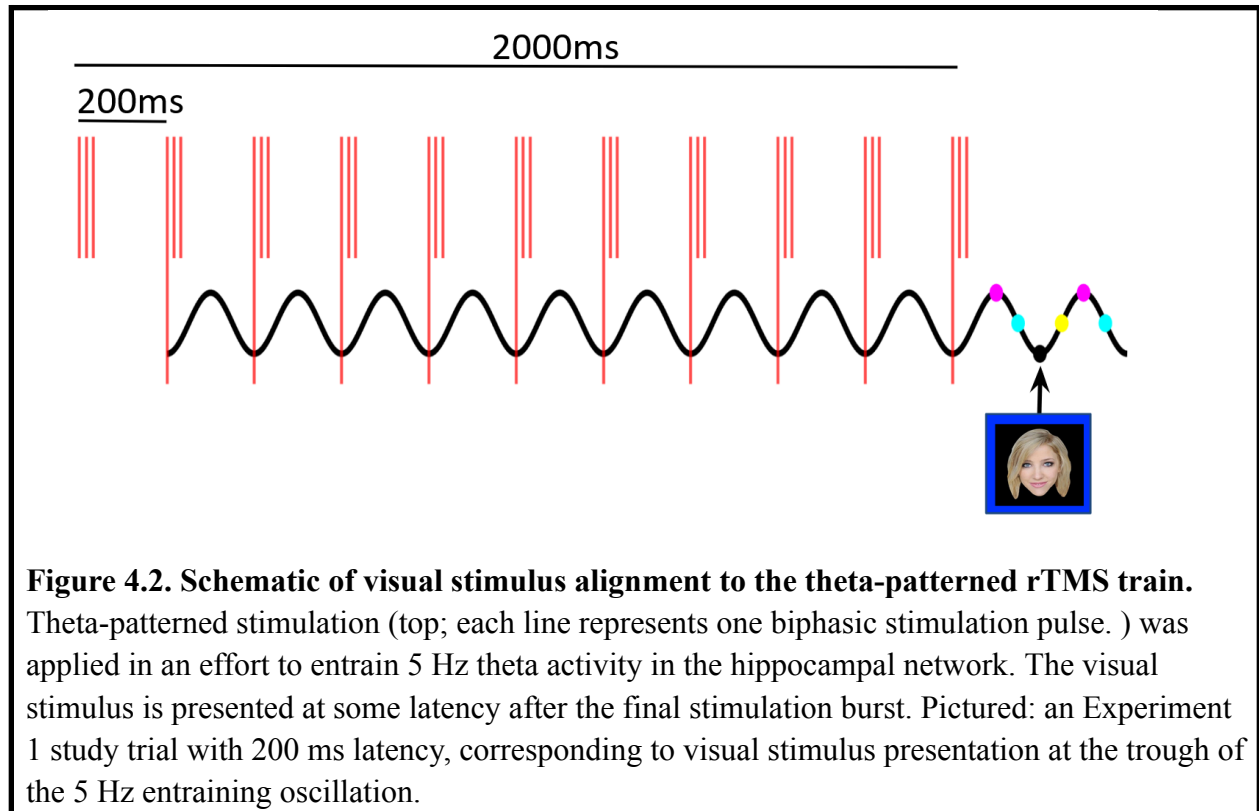 2000ms
200ms
Figure 4.2. Schematic of visual stimulus alignment to the theta-patterned rTMS train.
Theta-patterned stimulation (top; each line represents one biphasic stimulation pulse. ) was
applied in an effort to entrain 5 Hz theta activity in the hippocampal network. The visual
stimulus is presented at some latency after the final stimulation burst. Pictured: an Experiment
1 study trial with 200 ms latency, corresponding to visual stimulus presentation at the trough of
the 5 Hz entraining oscillation.